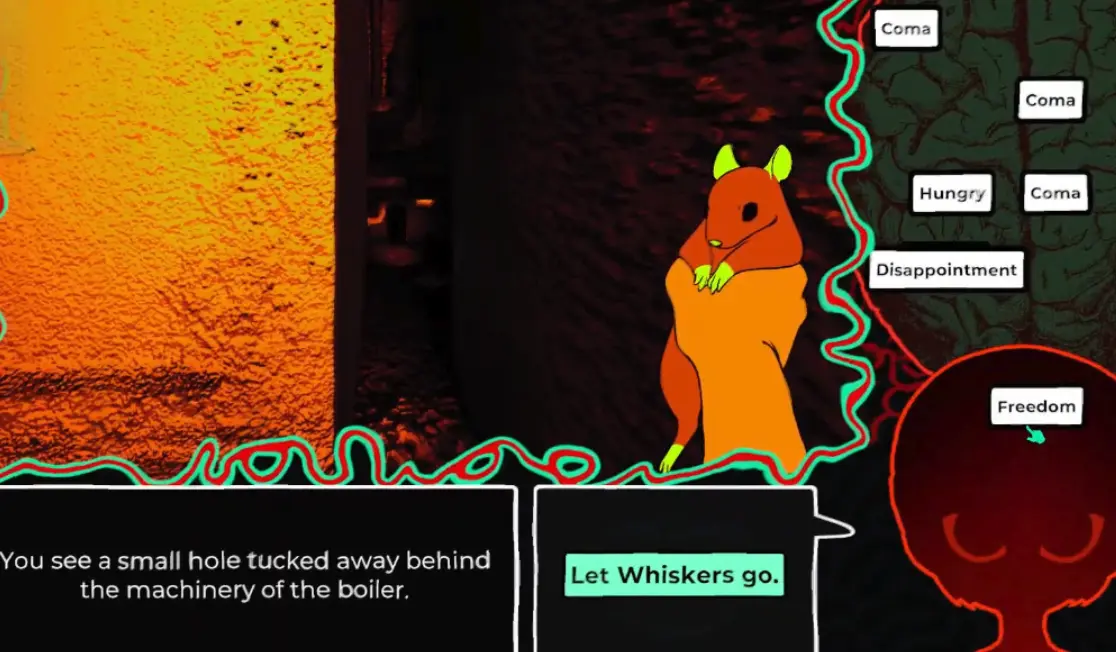 Coma
Coma
Hungry
Coma
Disappointment
Freedom
You see a small hole tucked away behind
the machinery of the boiler.
Let Whiskers go.